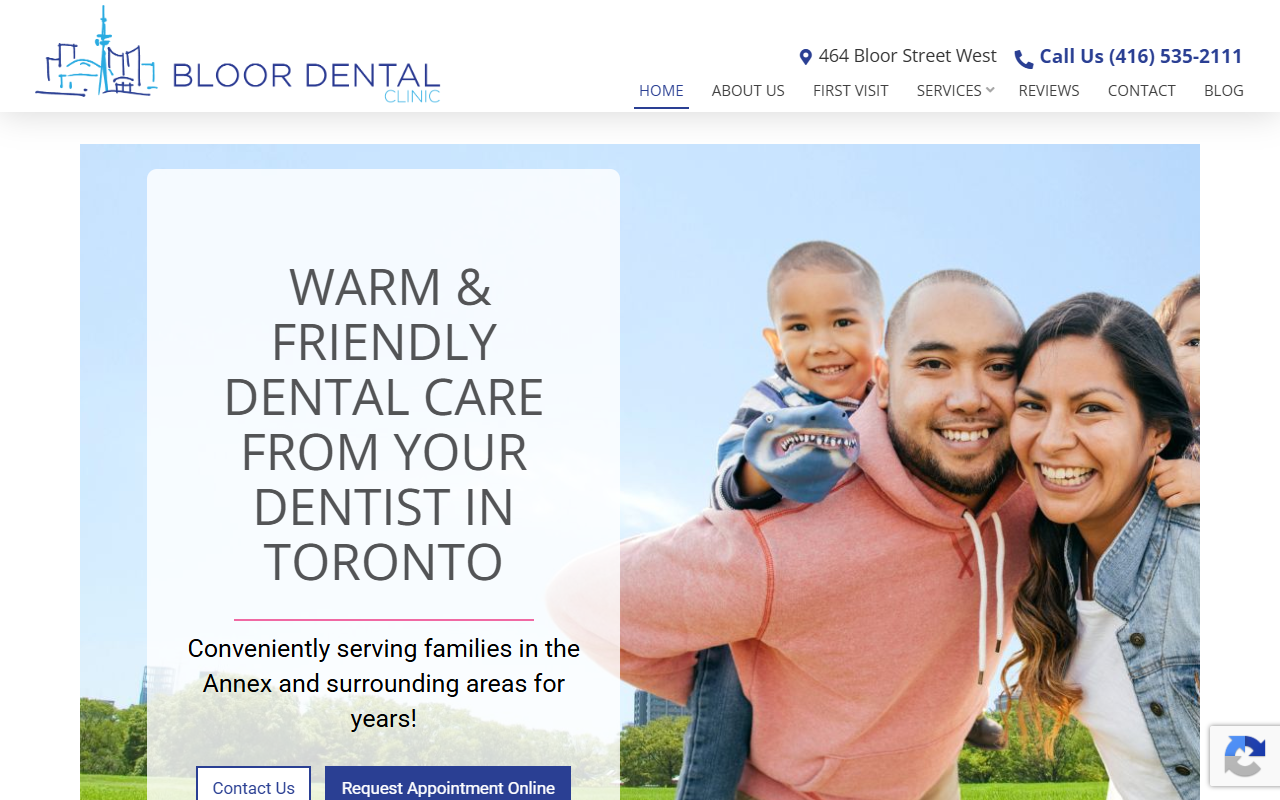 BLOOR DENTAL
CLINIC
464 Bloor Street West
Call Us (416) 535-2111
HOME
ABOUT US
FIRST VISIT
SERVICES
REVIEWS
CONTACT
BLOG
WARM &
FRIENDLY
DENTAL CARE
FROM YOUR
DENTIST IN
TORONTO
Conveniently serving families in the
Annex and surrounding areas for
years!
Contact Us
Request Appointment Online